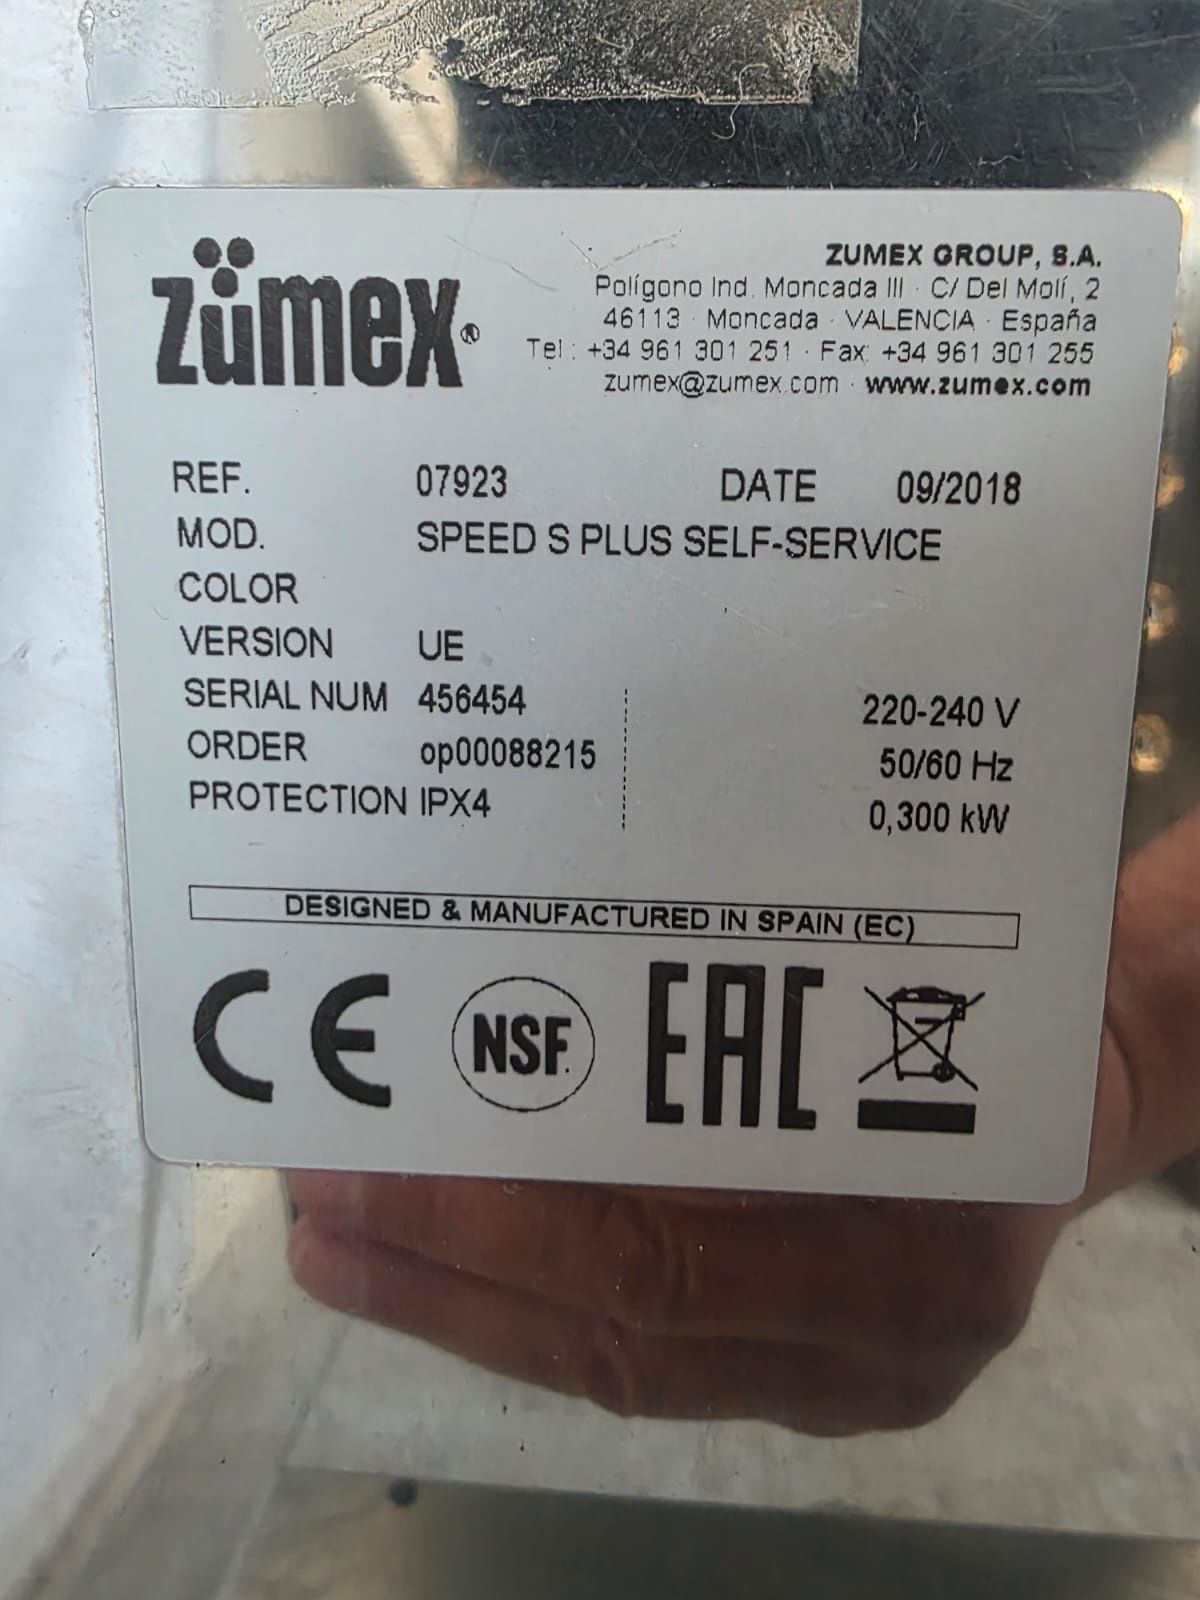 zümex®
ZUMEX GROUP, S.A.
Polígono Ind. Moncada III · C/ Del Molí, 2
46113 · Moncada · VALENCIA · España
Tel.: +34 961 301 251 · Fax: +34 961 301 255
zumex@zumex.com · www.zumex.com
REF. 07923 DATE 09/2018
MOD. SPEED S PLUS SELF-SERVICE
COLOR
VERSION UE
SERIAL NUM 456454 220-240 V
ORDER op00088215 50/60 Hz
PROTECTION IPX4 0,300 kW
DESIGNED & MANUFACTURED IN SPAIN (EC)
CE NSF. EAC